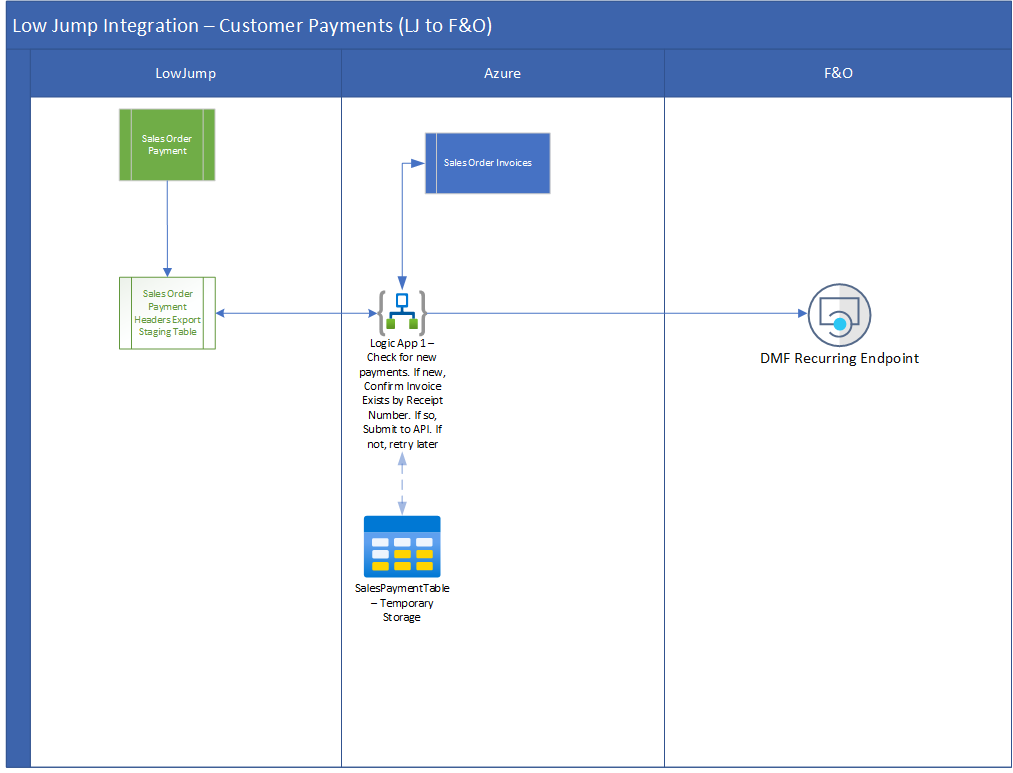 Low Jump Integration – Customer Payments (LJ to F&O)
LowJump
Azure
F&O
Sales Order
Payment
Sales Order Invoices
Sales Order
Payment
Headers Export
Staging Table
Logic App 1 –
Check for new
payments. If new,
Confirm Invoice
Exists by Receipt
Number. If so,
Submit to API. If
not, retry later
DMF Recurring Endpoint
SalesPaymentTable
– Temporary
Storage